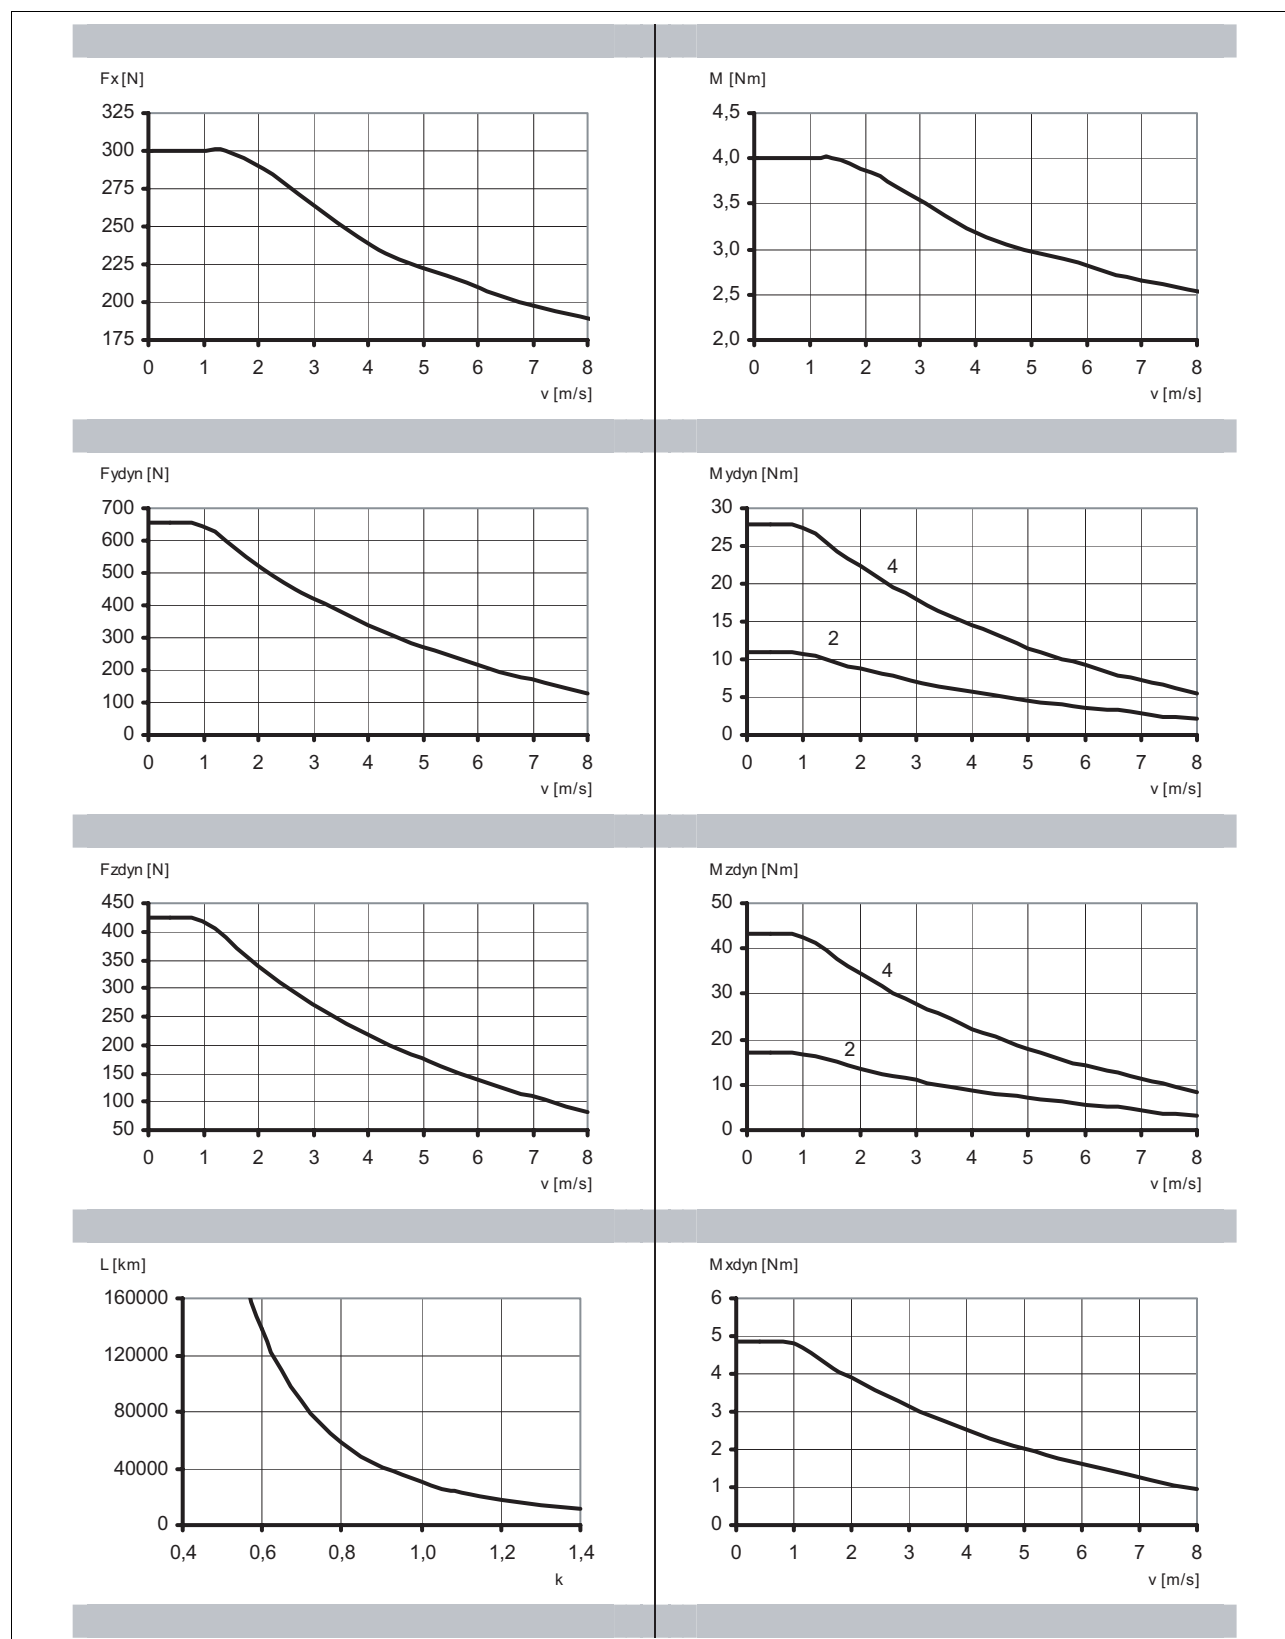 Fx [N]
325
300
275
250
225
200
175
0 1 2 3 4 5 6 7 8
v [m/s]
M [Nm]
4,5
4,0
3,5
3,0
2,5
2,0
0 1 2 3 4 5 6 7 8
v [m/s]
Fydyn [N]
700
600
500
400
300
200
100
0
0 1 2 3 4 5 6 7 8
v [m/s]
Mydyn [Nm]
30
25
20
15
10
5
0
4
2
0 1 2 3 4 5 6 7 8
v [m/s]
Fzdyn [N]
450
400
350
300
250
200
150
100
50
0 1 2 3 4 5 6 7 8
v [m/s]
Mzdyn [Nm]
50
40
30
20
10
0
4
2
0 1 2 3 4 5 6 7 8
v [m/s]
L [km]
160000
120000
80000
40000
0
0,4 0,6 0,8 1,0 1,2 1,4
k
Mxdyn [Nm]
6
5
4
3
2
1
0
0 1 2 3 4 5 6 7 8
v [m/s]